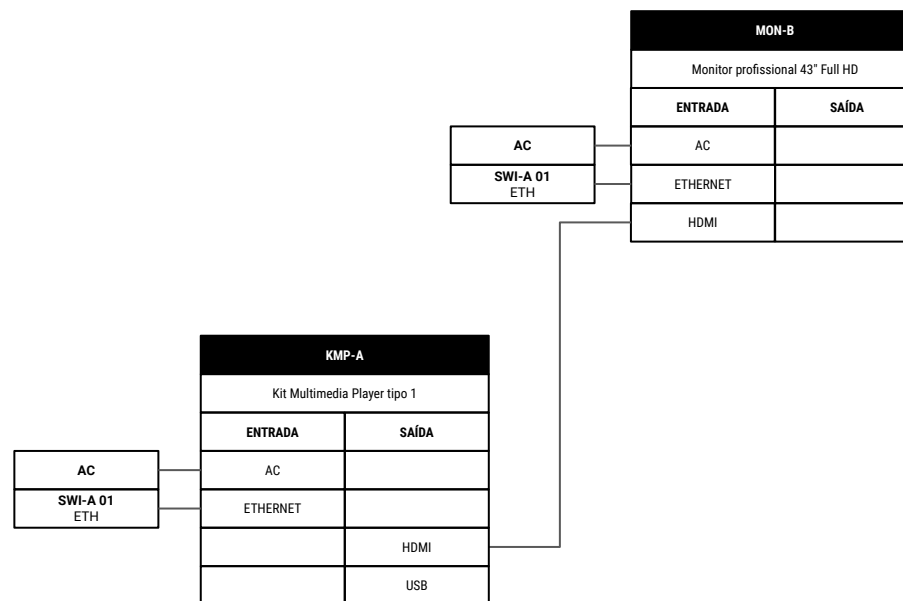 MON-B
Monitor profissional 43" Full HD
ENTRADA SAÍDA
AC AC
SWI-A 01
ETH
ETHERNET
HDMI
KMP-A
Kit Multimedia Player tipo 1
ENTRADA SAÍDA
AC AC
SWI-A 01
ETH
ETHERNET
HDMI
USB